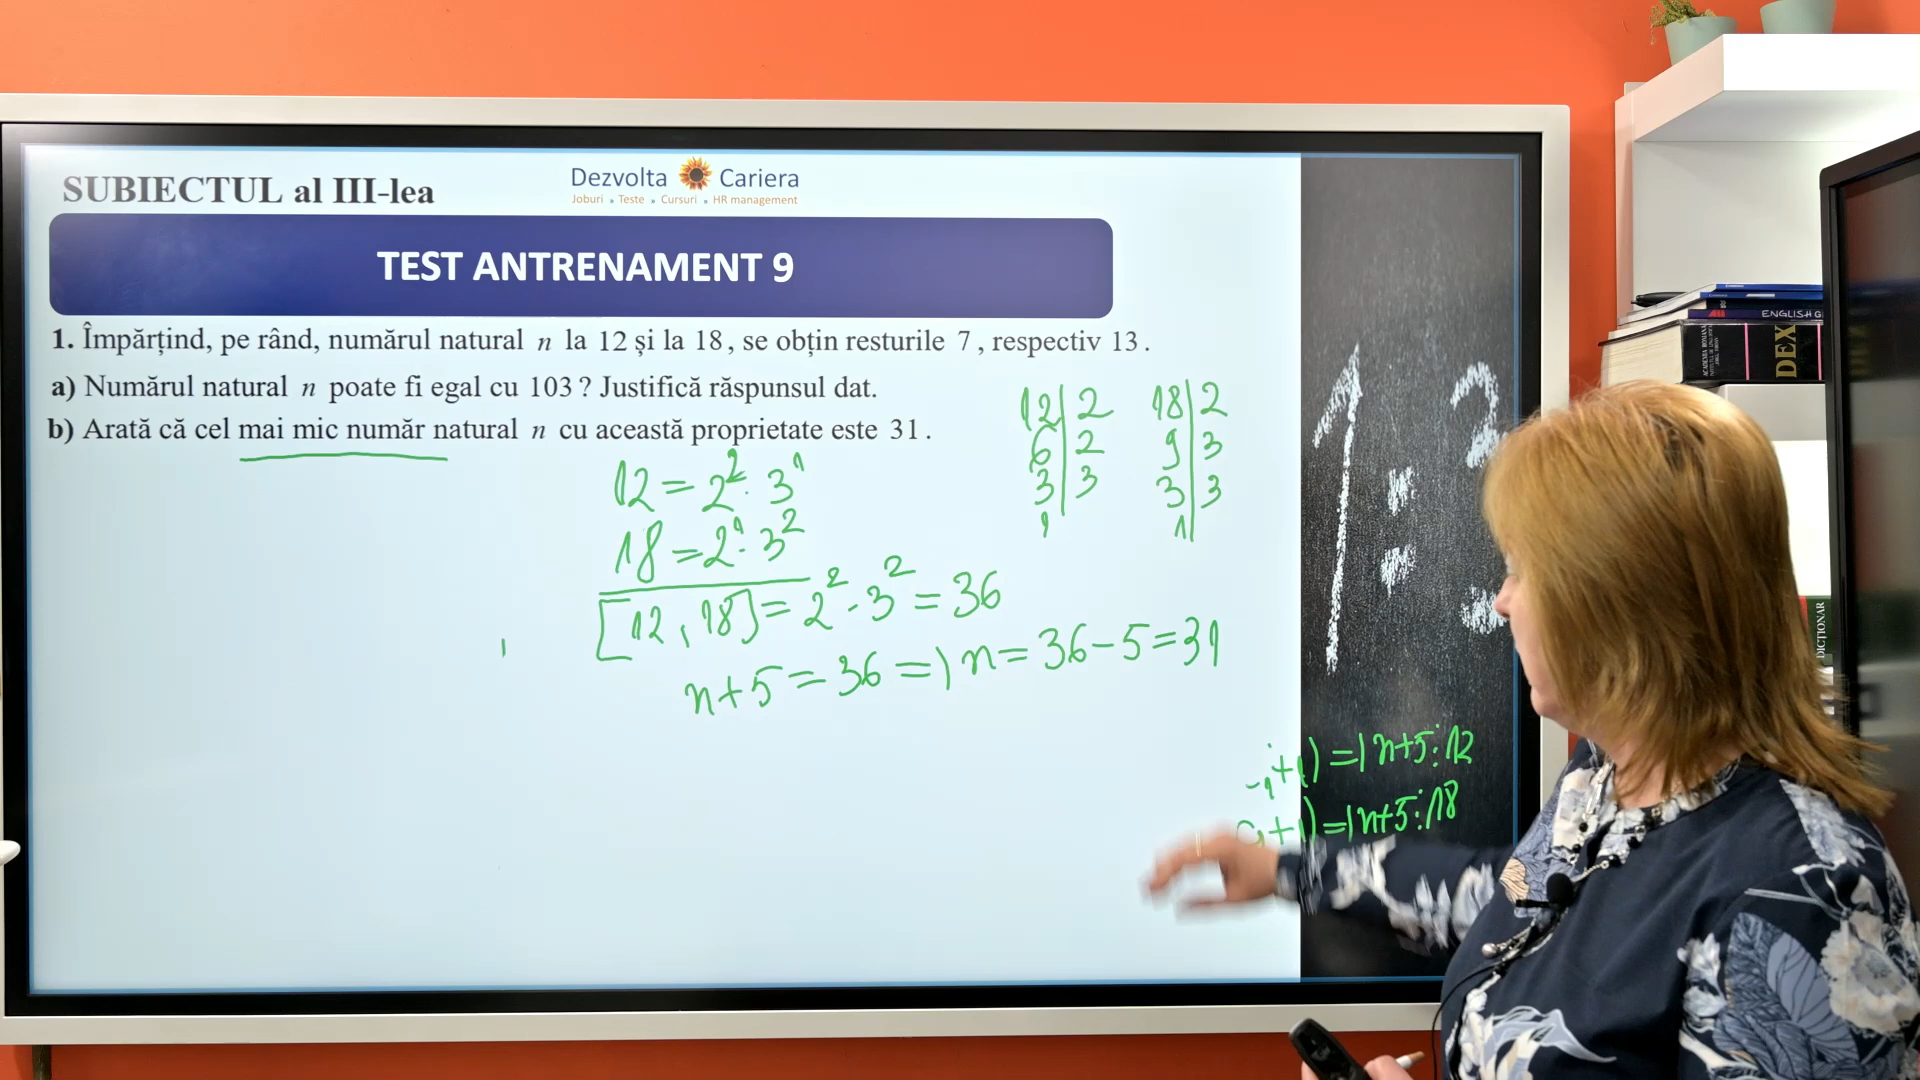 SUBIECTUL al III-lea
Dezvolta Cariera
Joburi • Teste • Cursuri • HR management
TEST ANTRENAMENT 9
1. Împărțind, pe rând, numărul natural n la 12 și la 18, se obțin resturile 7, respectiv 13.
a) Numărul natural n poate fi egal cu 103? Justifică răspunsul dat.
b) Arată că cel mai mic număr natural n cu această proprietate este 31.
12|2 18|2
6|2 9|3
3|3 3|3
1| 1|
12 = 2² · 3¹
18 = 2¹ · 3²
[12, 18] = 2² · 3² = 36
n+5 = 36 => n = 36-5 = 31
+1) => n+5 ⋮ 12
+1) => n+5 ⋮ 18
ENGLISH G
DEX
DICȚIONAR